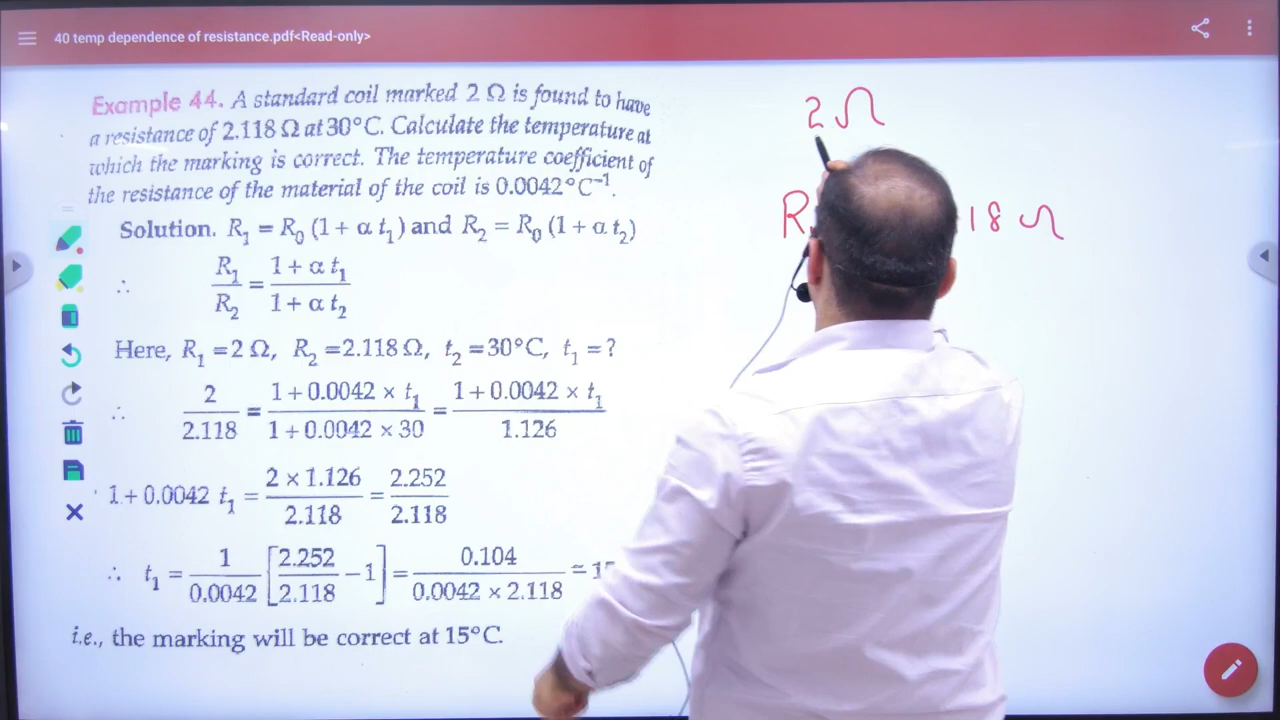 40 temp dependence of resistance.pdf<Read-only>
Example 44. A standard coil marked 2 Ω is found to have
a resistance of 2.118 Ω at 30°C. Calculate the temperature at
which the marking is correct. The temperature coefficient of
the resistance of the material of the coil is 0.0042°C⁻¹.
Solution. R₁ = R₀ (1 + α t₁) and R₂ = R₀ (1 + α t₂)
∴ R₁/R₂ = (1 + α t₁)/(1 + α t₂)
Here, R₁ = 2 Ω, R₂ = 2.118 Ω, t₂ = 30°C, t₁ = ?
∴ 2/2.118 = (1 + 0.0042 × t₁)/(1 + 0.0042 × 30) = (1 + 0.0042 × t₁)/1.126
1 + 0.0042 t₁ = (2 × 1.126)/2.118 = 2.252/2.118
∴ t₁ = 1/0.0042 [2.252/2.118 − 1] = 0.104/(0.0042 × 2.118) =
i.e., the marking will be correct at 15°C.
2 Ω
R 18 Ω